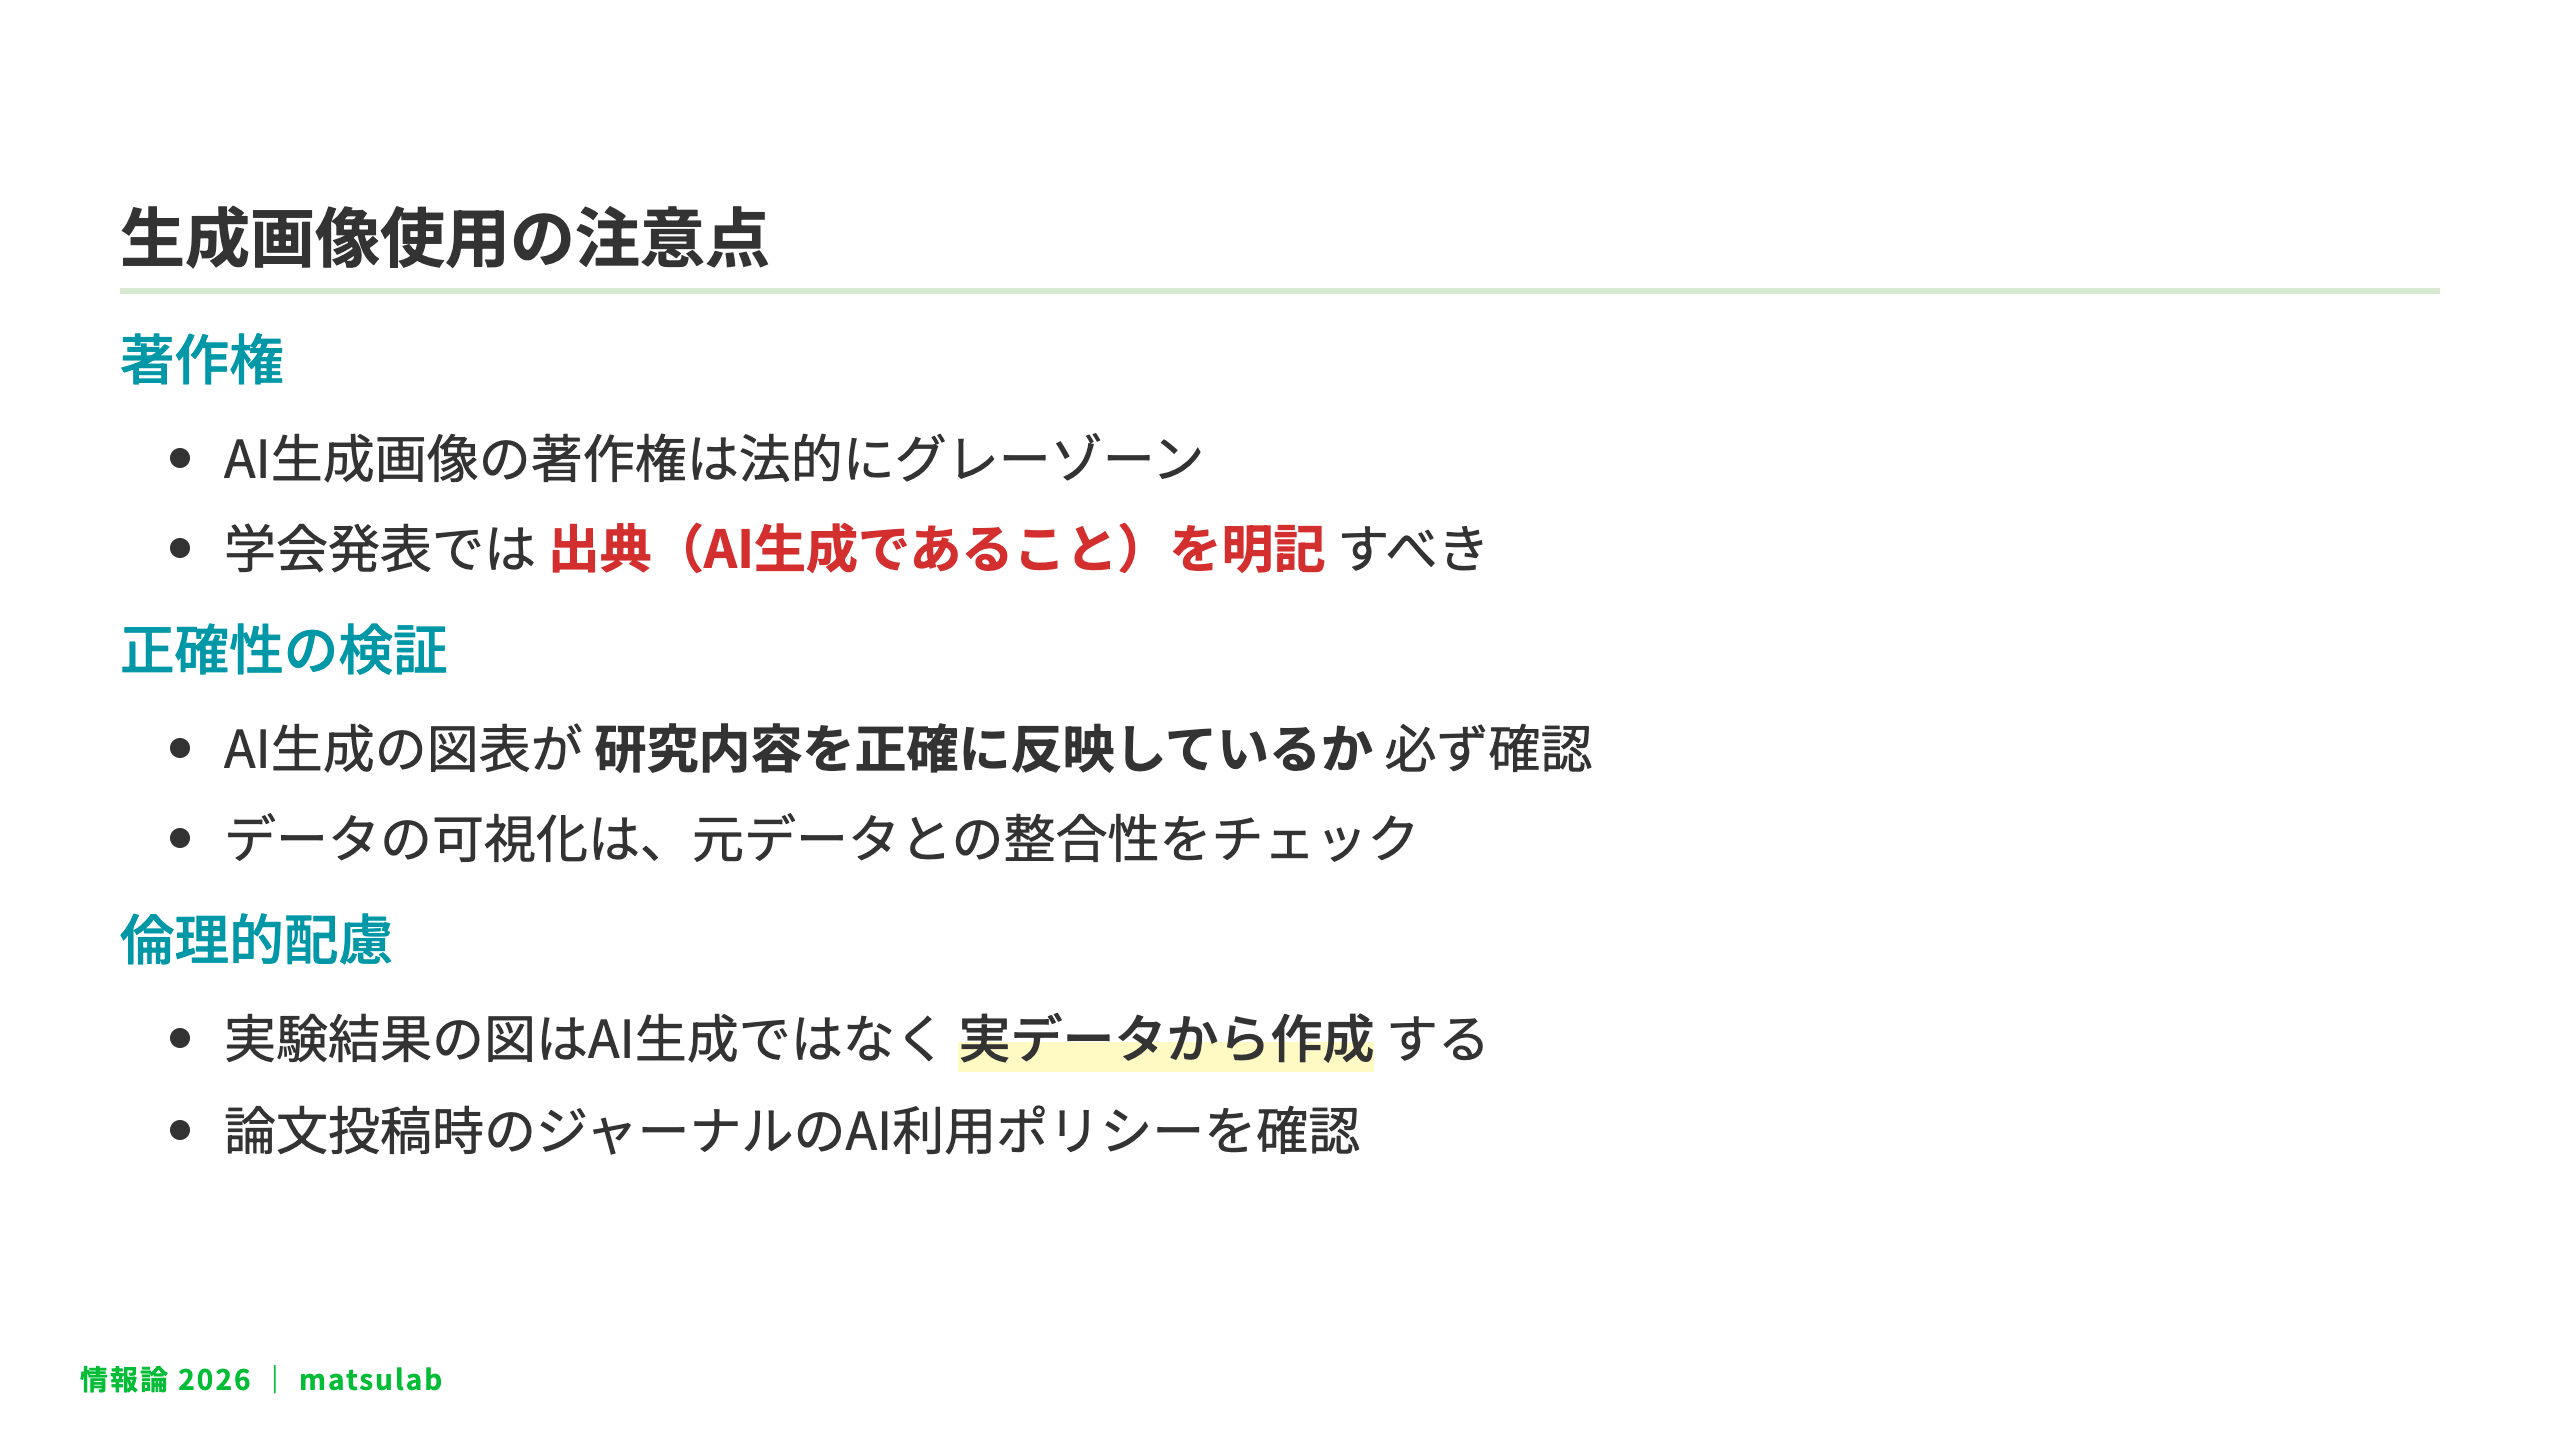 生成画像使用の注意点
著作権
• AI生成画像の著作権は法的にグレーゾーン
• 学会発表では 出典（AI生成であること）を明記 すべき
正確性の検証
• AI生成の図表が 研究内容を正確に反映しているか 必ず確認
• データの可視化は、元データとの整合性をチェック
倫理的配慮
• 実験結果の図はAI生成ではなく 実データから作成 する
• 論文投稿時のジャーナルのAI利用ポリシーを確認
情報論 2026 ｜ matsulab